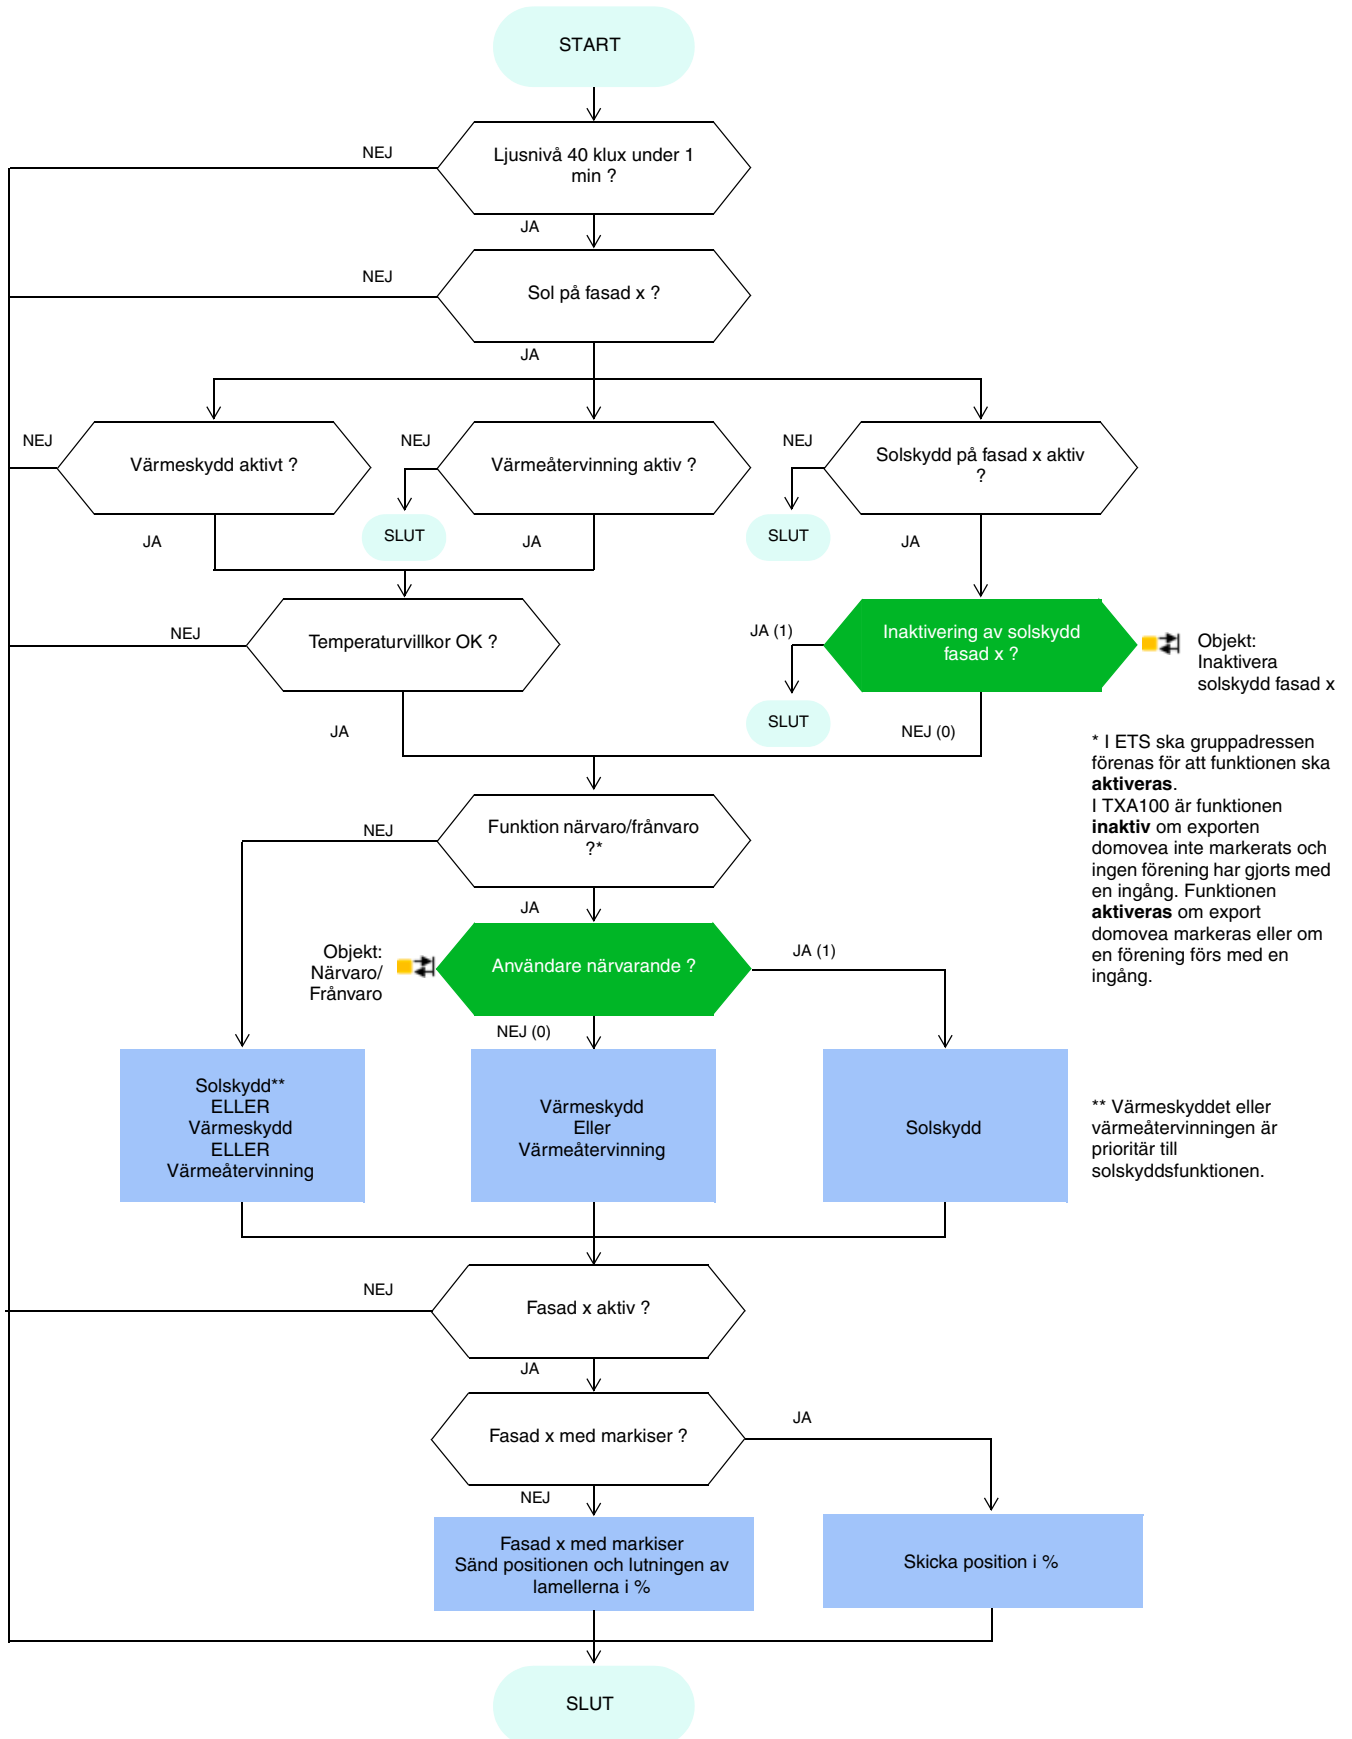 START
Ljusnivå 40 klux under 1
min ?
NEJ
JA
Sol på fasad x ?
NEJ
JA
NEJ
Värmeskydd aktivt ?
JA
NEJ
Värmeåtervinning aktiv ?
SLUT
JA
NEJ
Solskydd på fasad x aktiv
?
SLUT
JA
NEJ
Temperaturvillkor OK ?
JA
JA (1)
Inaktivering av solskydd
fasad x ?
Objekt:
Inaktivera
solskydd fasad x
SLUT
NEJ (0)
* I ETS ska gruppadressen
förenas för att funktionen ska
aktiveras.
I TXA100 är funktionen
inaktiv om exporten
domovea inte markerats och
ingen förening har gjorts med
en ingång. Funktionen
aktiveras om export
domovea markeras eller om
en förening förs med en
ingång.
NEJ
Funktion närvaro/frånvaro
?*
JA
Objekt:
Närvaro/
Frånvaro
Användare närvarande ?
JA (1)
NEJ (0)
Solskydd**
ELLER
Värmeskydd
ELLER
Värmeåtervinning
Värmeskydd
Eller
Värmeåtervinning
Solskydd
** Värmeskyddet eller
värmeåtervinningen är
prioritär till
solskyddsfunktionen.
NEJ
Fasad x aktiv ?
JA
Fasad x med markiser ?
JA
NEJ
Fasad x med markiser
Sänd positionen och lutningen av
lamellerna i %
Skicka position i %
SLUT